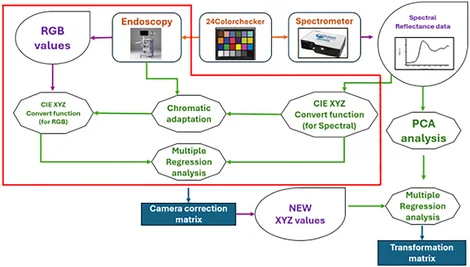 RGB
values
Endoscopy
24Colorchecker
Spectrometer
Spectral
Reflectance data
CIE XYZ
Convert function
(for RGB)
Chromatic
adaptation
CIE XYZ
Convert function
(for Spectral)
PCA
analysis
Multiple
Regression
analysis
Camera correction
matrix
NEW
XYZ values
Multiple
Regression
analysis
Transformation
matrix